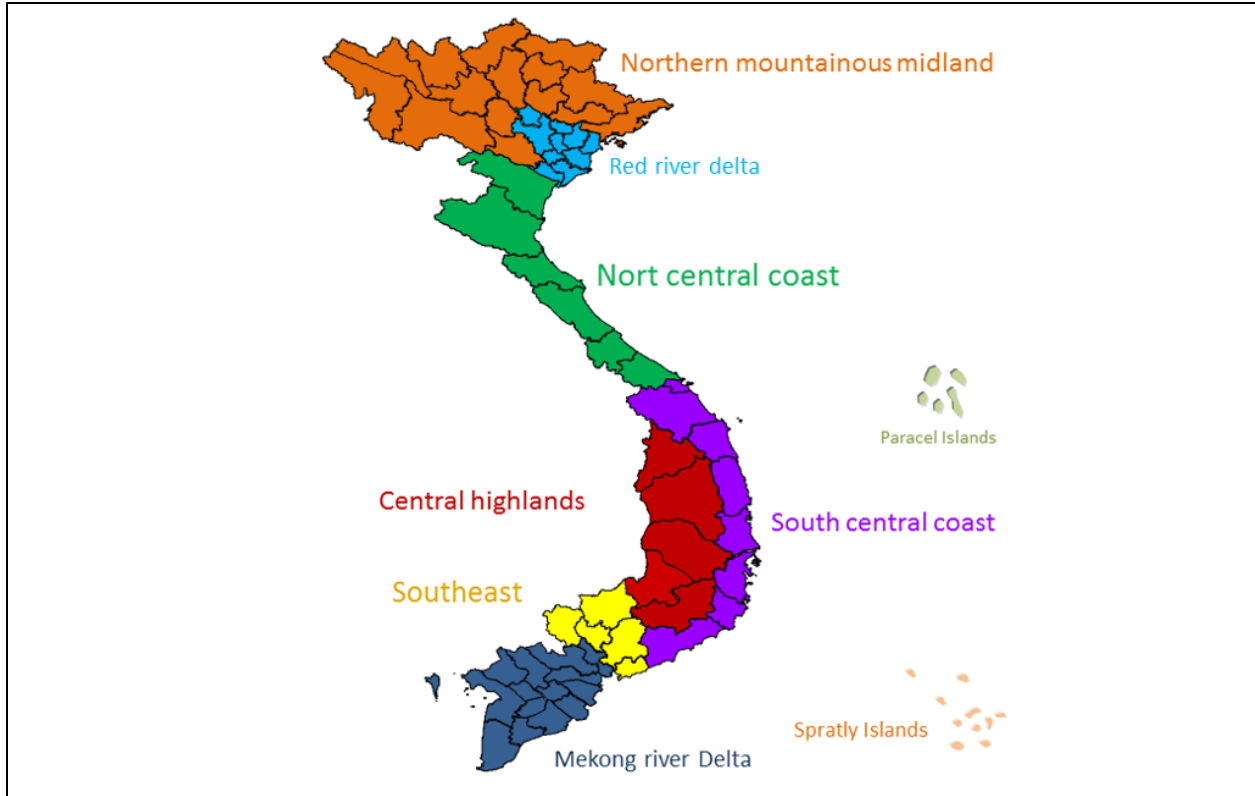 Northern mountainous midland
Red river delta
Nort central coast
Paracel Islands
Central highlands
South central coast
Southeast
Spratly Islands
Mekong river Delta